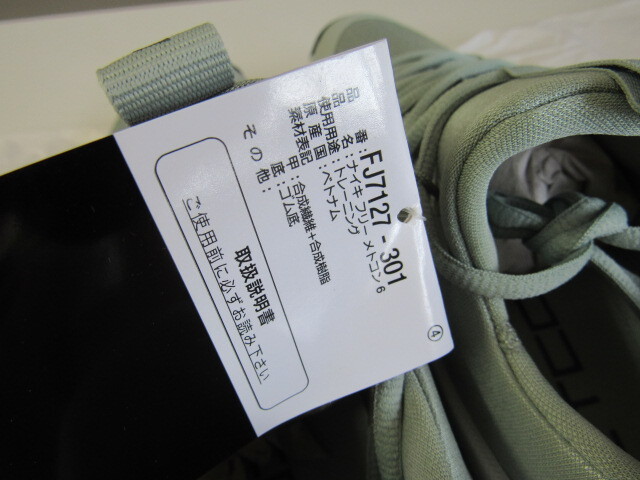 品番:FJ7127-301
品名:ナイキ フリー メトコン 6
使用用途:トレーニング
原産国:ベトナム
素材表記 甲:合成繊維+合成樹脂
底:ゴム底
その他:
取扱説明書
ご使用前に必ずお読み下さい
④